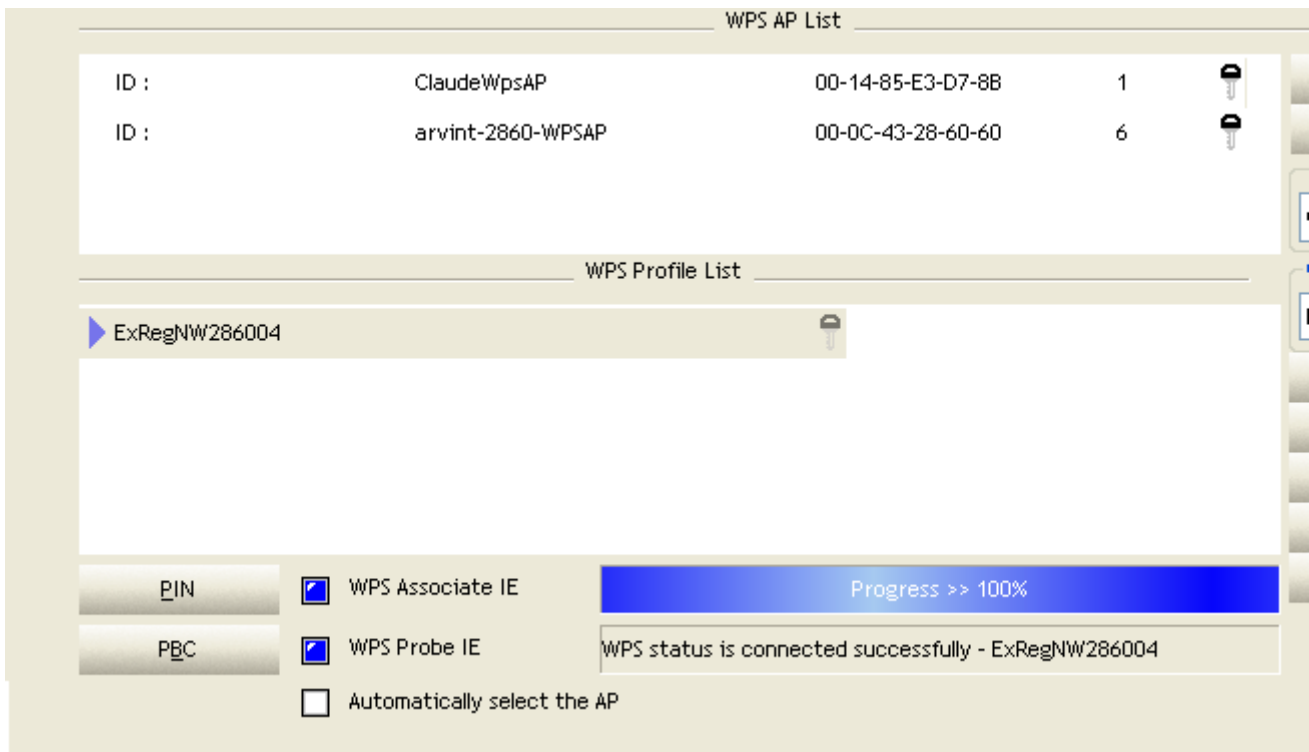 WPS AP List
ID : ClaudeWpsAP 00-14-85-E3-D7-8B 1
ID : arvint-2860-WPSAP 00-0C-43-28-60-60 6
WPS Profile List
ExRegNW286004
PIN WPS Associate IE Progress >> 100%
PBC WPS Probe IE WPS status is connected successfully - ExRegNW286004
Automatically select the AP